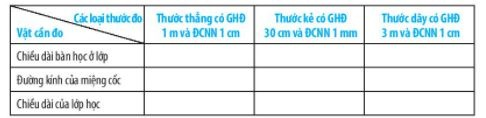 Các loại thước đo
Vật cần đo
Thước thẳng có GHĐ
1 m và ĐCNN 1 cm
Thước kẻ có GHĐ
30 cm và ĐCNN 1 mm
Thước dây có GHĐ
3 m và ĐCNN 1 cm
Chiều dài bàn học ở lớp
Đường kính của miệng cốc
Chiều dài của lớp học